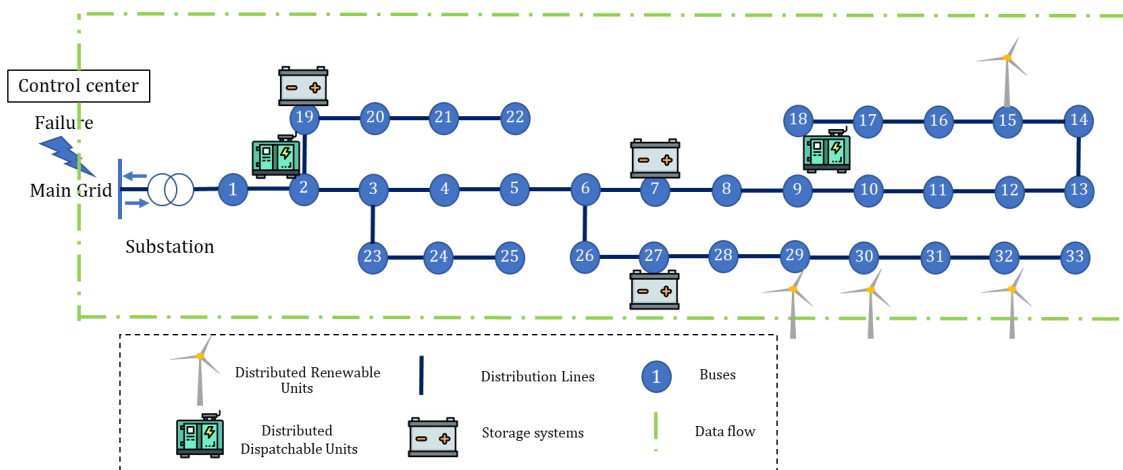 Control center
Failure
Main Grid
Substation
19 20 21 22
18 17 16 15 14
1 2 3 4 5 6 7 8 9 10 11 12 13
23 24 25 26 27 28 29 30 31 32 33
Distributed Renewable
Units
Distribution Lines
1
Buses
Distributed
Dispatchable Units
Storage systems
Data flow